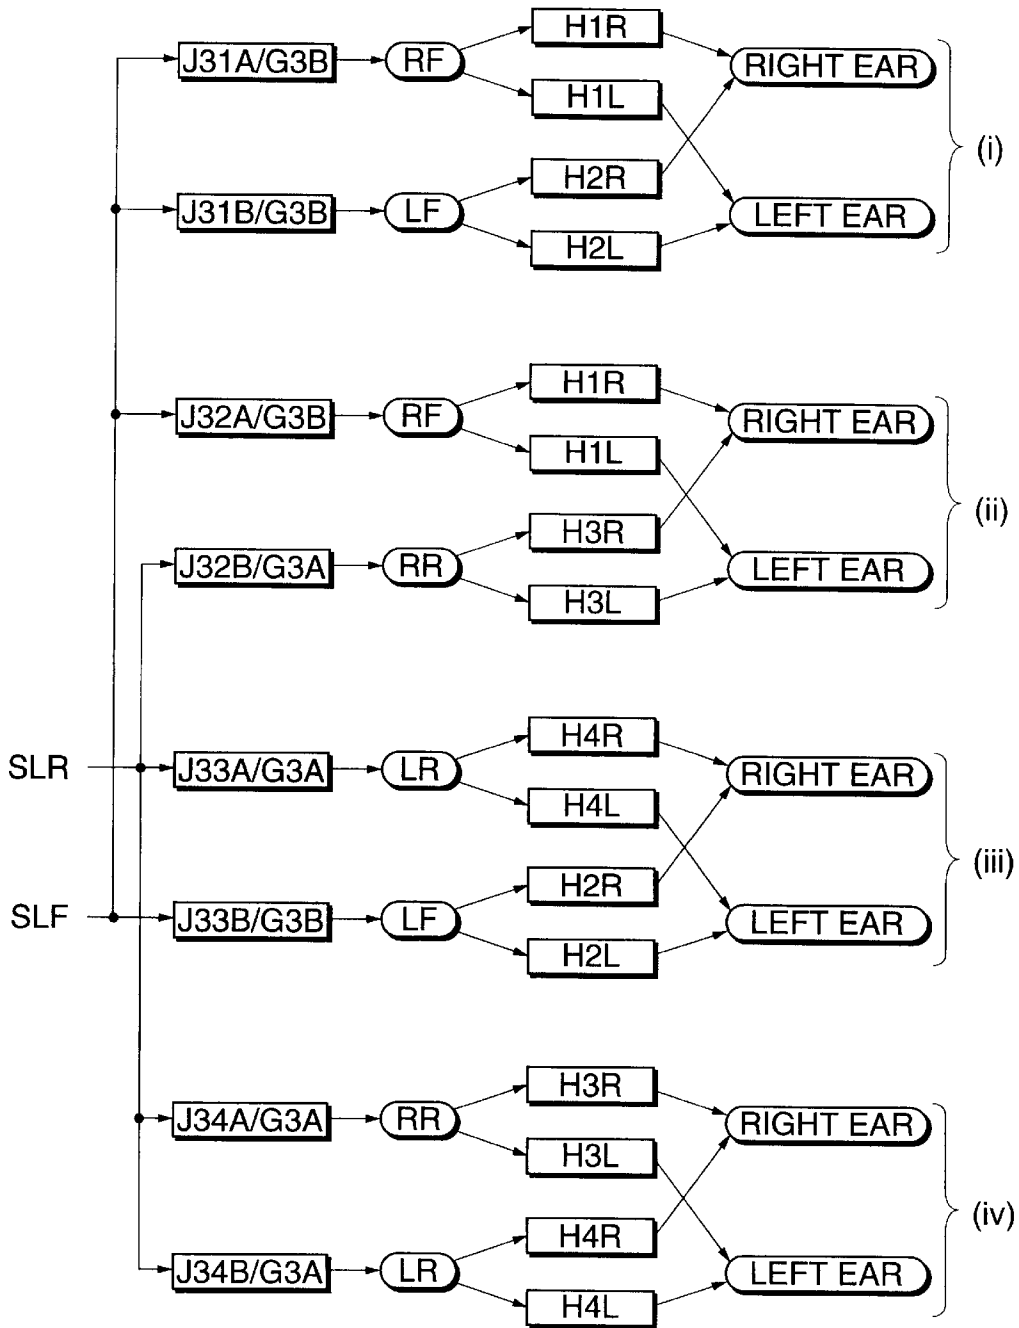 H1R
J31A/G3B RF RIGHT EAR
H1L
(i)
H2R
J31B/G3B LF LEFT EAR
H2L
H1R
J32A/G3B RF RIGHT EAR
H1L
(ii)
H3R
J32B/G3A RR LEFT EAR
H3L
H4R
SLR J33A/G3A LR RIGHT EAR
H4L
(iii)
H2R
SLF J33B/G3B LF LEFT EAR
H2L
H3R
J34A/G3A RR RIGHT EAR
H3L
(iv)
H4R
J34B/G3A LR LEFT EAR
H4L